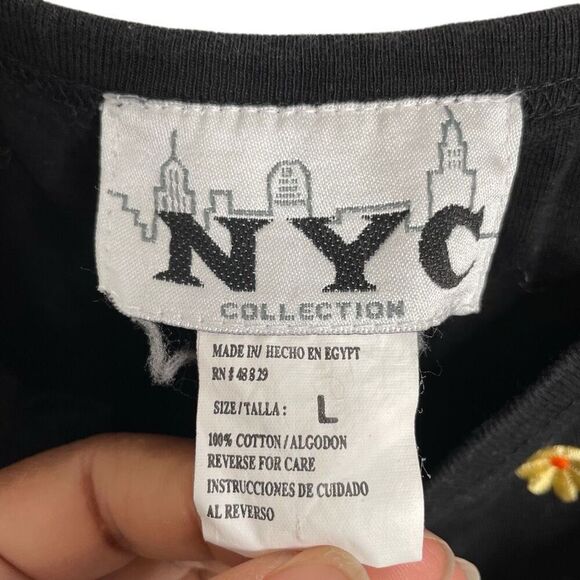 NYC
COLLECTION
MADE IN/ HECHO EN EGYPT
RN# 48829
SIZE/TALLA: L
100% COTTON/ALGODON
REVERSE FOR CARE
INSTRUCCIONES DE CUIDADO
AL REVERSO